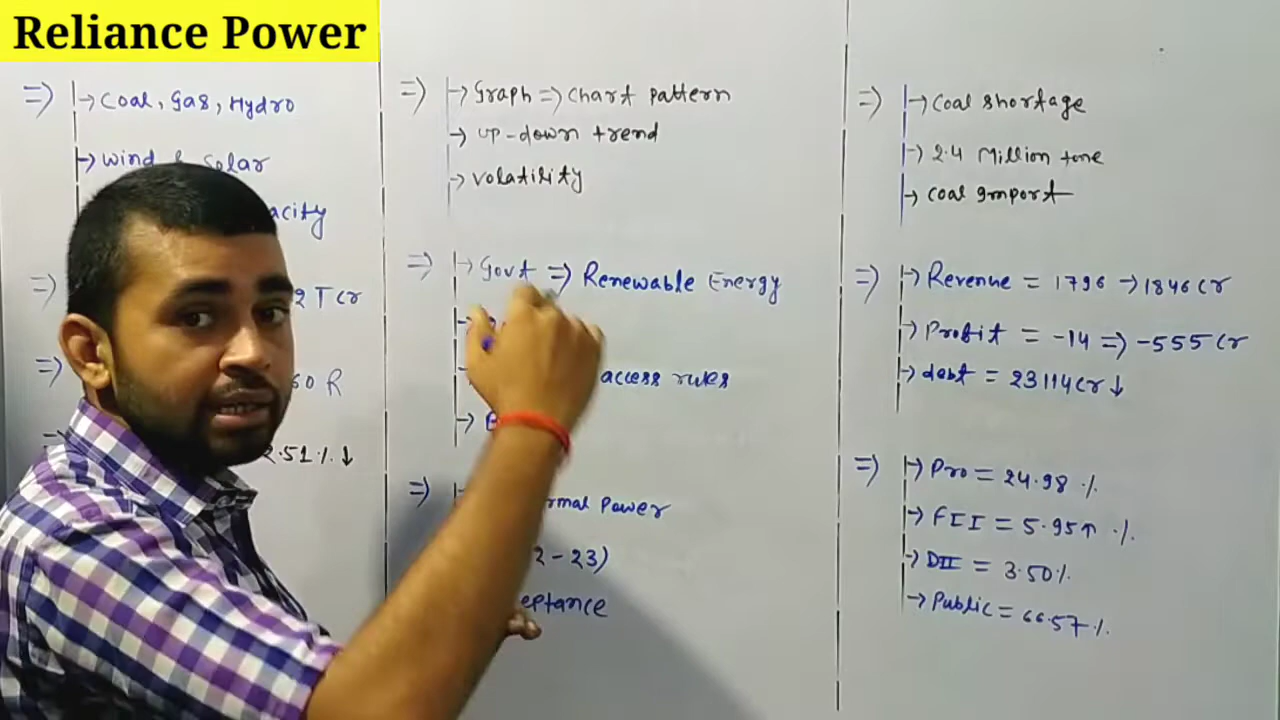 Reliance Power
=> |-> Coal, Gas, Hydro
|-> Wind & Solar
acity
=> 2 T Cr
=> 60 R
2.51 % ↓
=> |-> Graph => Chart pattern
-> up-down trend
-> Volatility
=> |-> Govt => Renewable Energy
access rules
=> rmal Power
2-23)
eptance
=> |-> Coal shortage
|-> 2.4 Million tone
-> Coal Import
=> |-> Revenue = 1796 -> 1846 Cr
|-> Profit = -14 => -555 Cr
|-> debt = 23114 Cr ↓
=> |-> Pro = 24.98 %
-> FII = 5.95 ↑ %
-> DII = 3.50 %
-> Public = 66.57 %